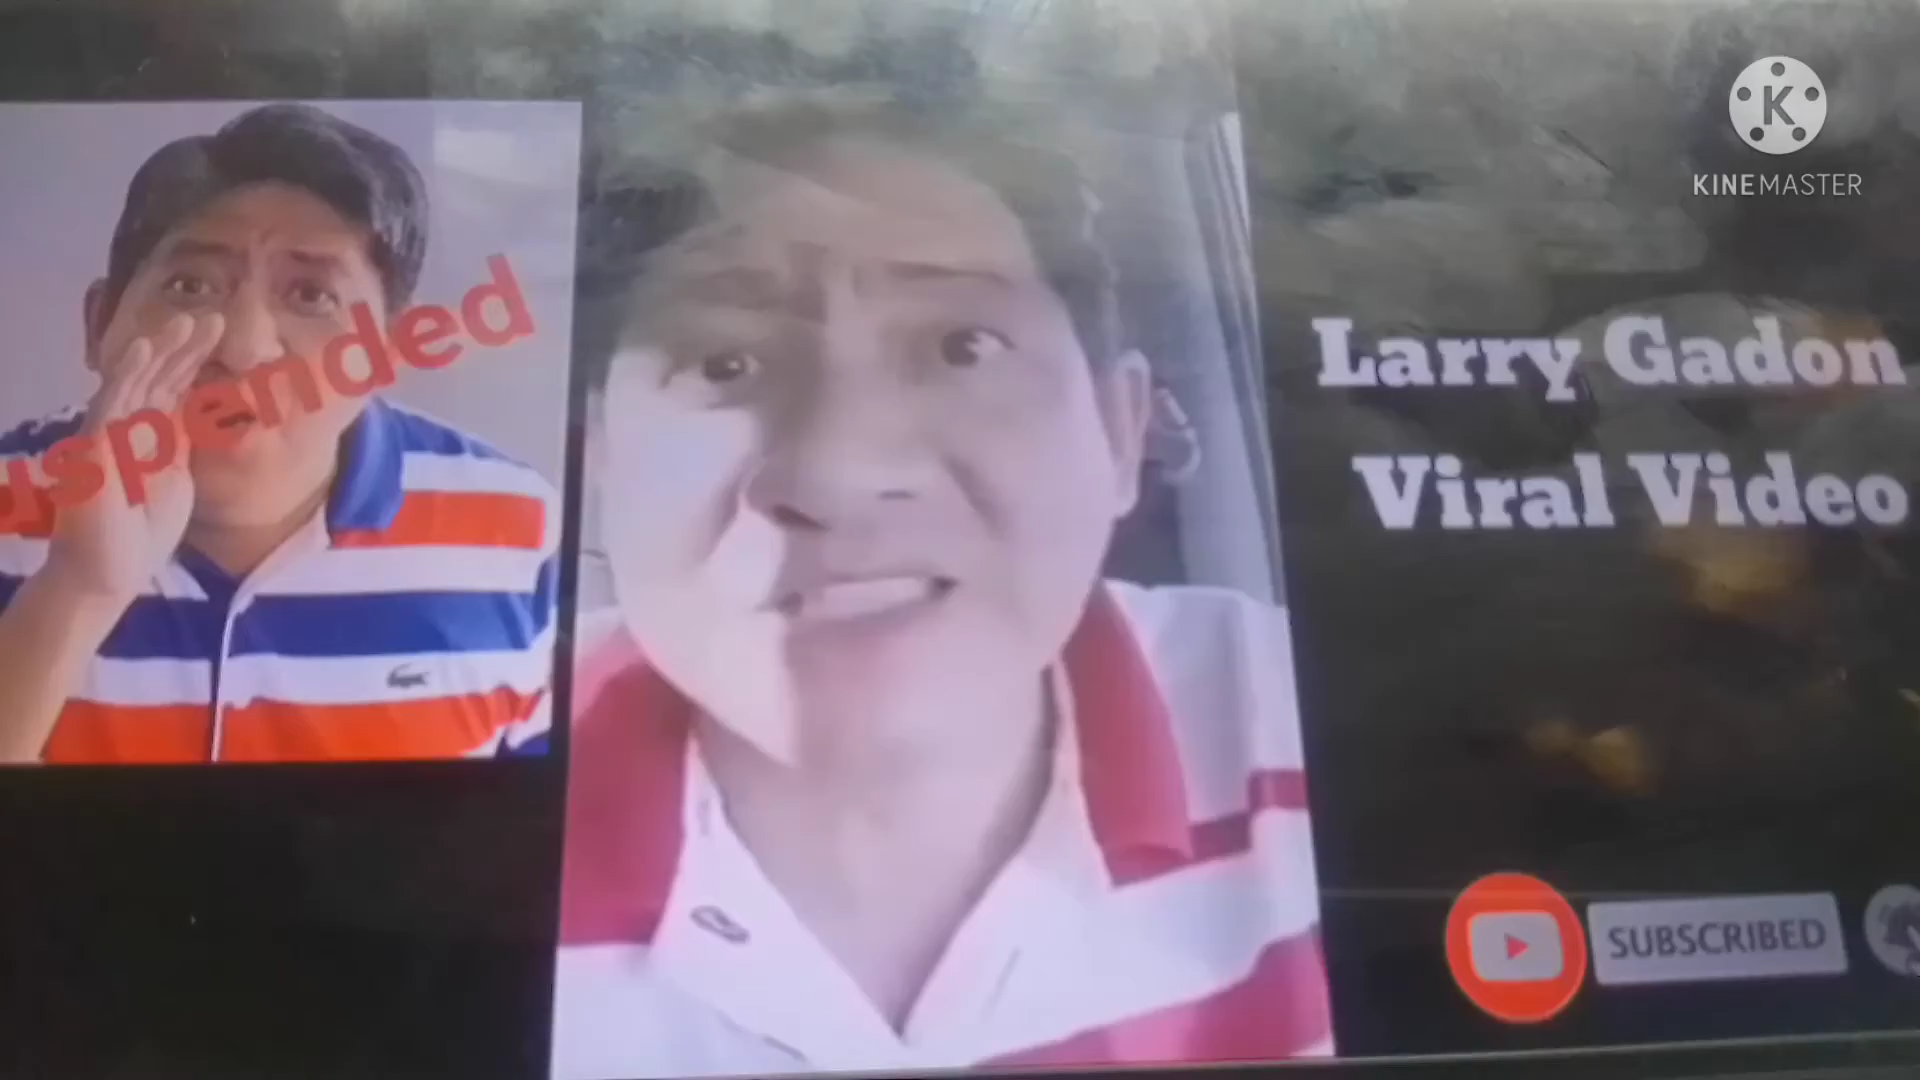 KINEMASTER
uspended
Larry Gadon
Viral Video
SUBSCRIBED